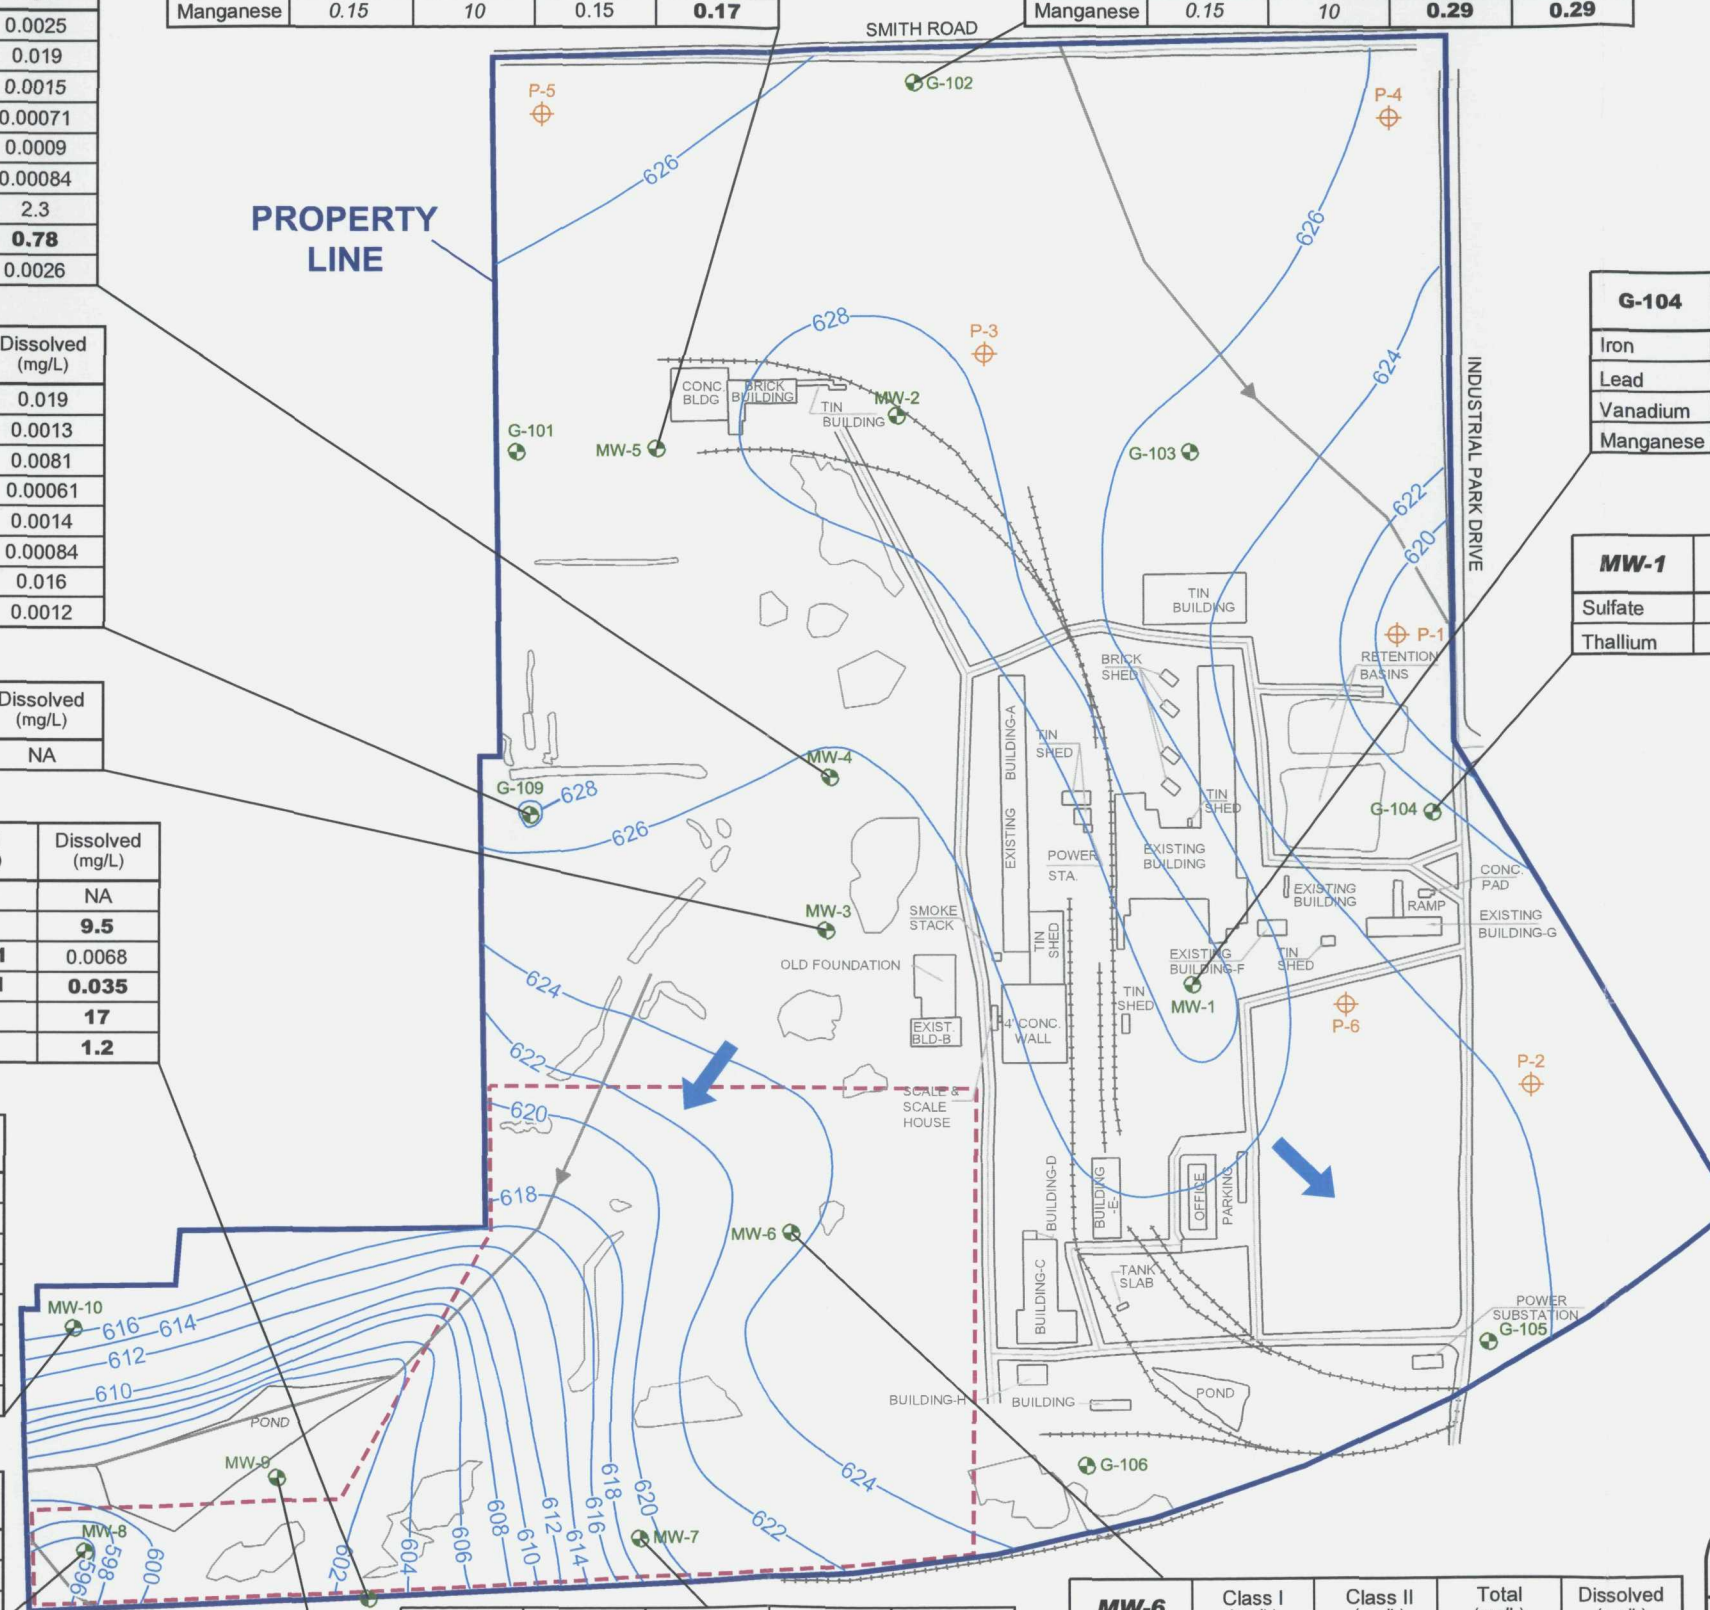 Manganese 0.15 10 0.15 0.17
Manganese 0.15 10 0.29 0.29
0.0025
0.019
0.0015
0.00071
0.0009
0.00084
2.3
0.78
0.0026
SMITH ROAD
G-102
P-5
P-4
626
626
PROPERTY
LINE
628
P-3
624
INDUSTRIAL PARK DRIVE
G-104
Iron
Lead
Vanadium
Manganese
Dissolved
(mg/L)
0.019
0.0013
0.0081
0.00061
0.0014
0.00084
0.016
0.0012
CONC.
BLDG
BRICK
BUILDING
TIN
BUILDING
MW-2
G-101
MW-5
G-103
622
620
MW-1
Sulfate
Thallium
TIN
BUILDING
P-1
RETENTION
BASINS
BRICK
SHED
EXISTING BUILDING-A
TIN
SHED
TIN
SHED
Dissolved
(mg/L)
NA
MW-4
G-109
628
626
G-104
POWER
STA.
EXISTING
BUILDING
CONC.
PAD
EXISTING
BUILDING
RAMP
EXISTING
BUILDING-G
Dissolved
(mg/L)
NA
9.5
0.0068
0.035
17
1.2
MW-3
SMOKE
STACK
TIN
SHED
OLD FOUNDATION
EXISTING
BUILDING-F
TIN
SHED
624
MW-1
TIN
SHED
P-6
EXIST.
BLD-B
4' CONC.
WALL
622
P-2
SCALE &
SCALE
HOUSE
620
618
BUILDING-D
BUILDING
-E-
OFFICE
PARKING
MW-6
TANK
SLAB
BUILDING-C
POWER
SUBSTATION
G-105
MW-10
616
614
612
610
BUILDING-H
BUILDING
POND
POND
MW-9
G-106
624
622
MW-8
596
598
600
602
604
606
608
610
612
614
616
618
620
MW-7
MW-6 Class I Class II Total Dissolved